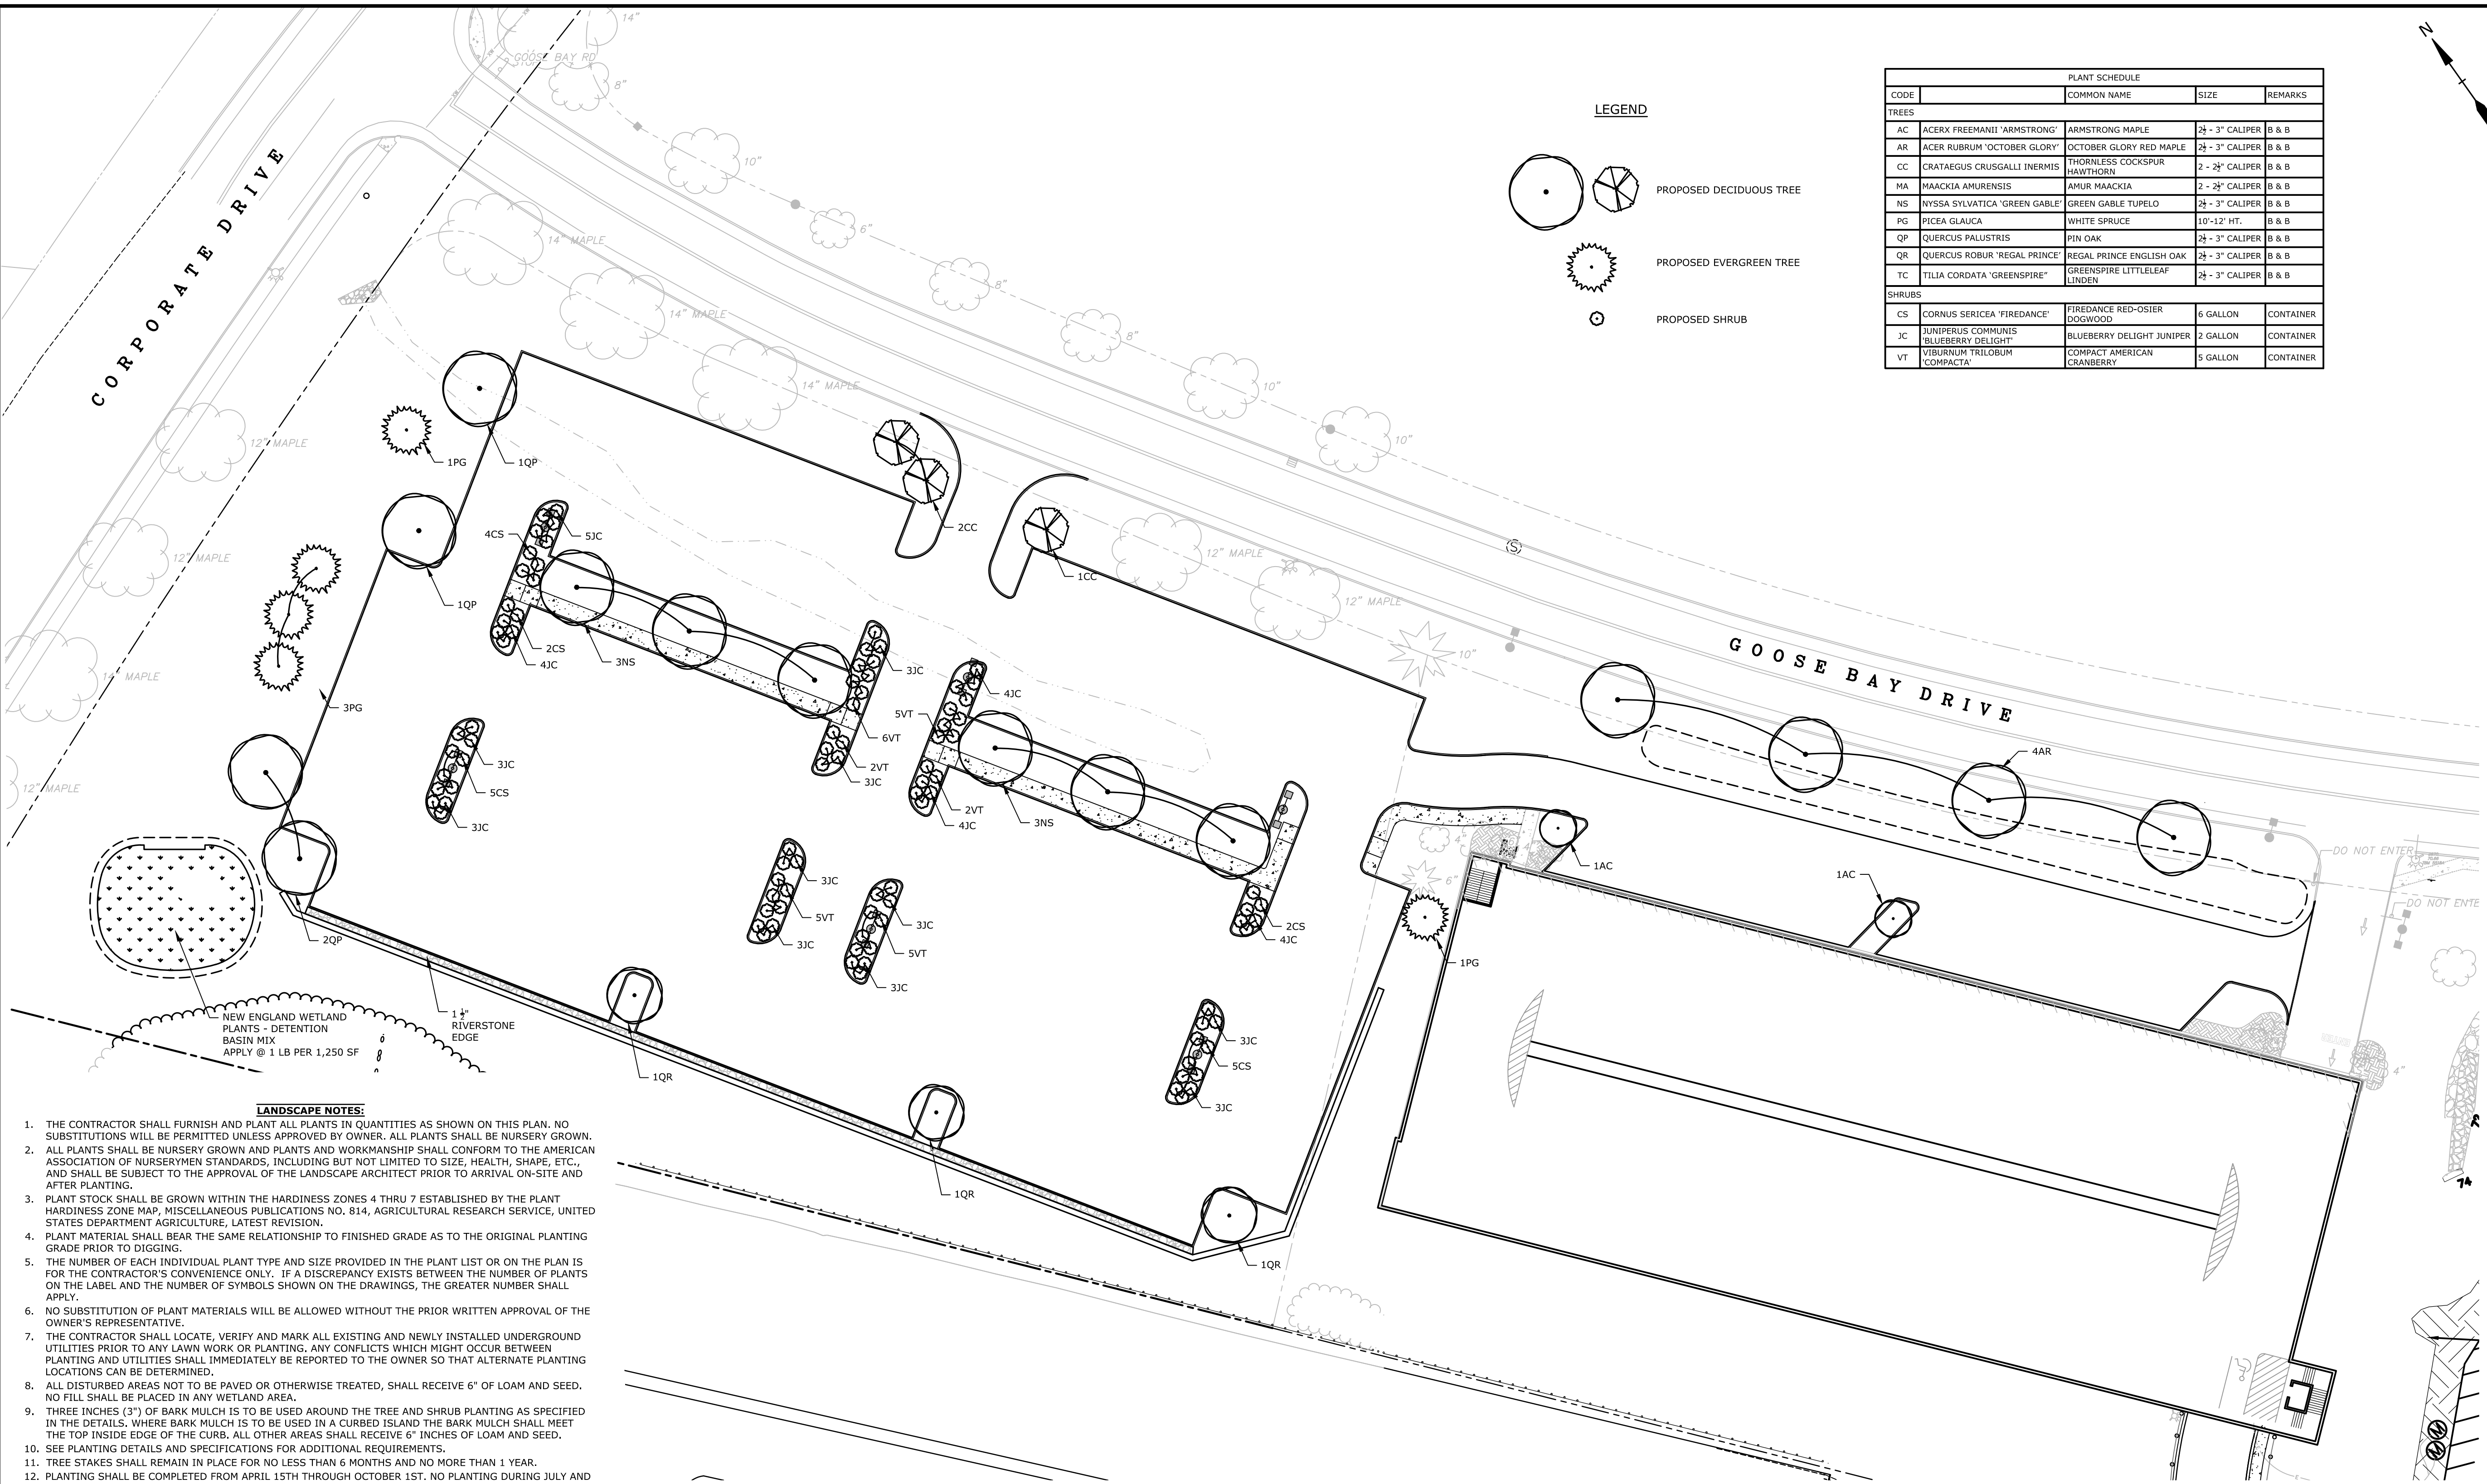 14"
GOOSE BAY RD
8"
10"
6"
8"
8"
10"
10"
N
CORPORATE DRIVE
14" MAPLE
14" MAPLE
14" MAPLE
12" MAPLE
12" MAPLE
14" MAPLE
12" MAPLE
12" MAPLE
12" MAPLE
10"
LEGEND
PROPOSED DECIDUOUS TREE
PROPOSED EVERGREEN TREE
PROPOSED SHRUB
PLANT SCHEDULE
CODE COMMON NAME SIZE REMARKS
TREES
AC ACERX FREEMANII 'ARMSTRONG' ARMSTRONG MAPLE 2½ - 3" CALIPER B & B
AR ACER RUBRUM 'OCTOBER GLORY' OCTOBER GLORY RED MAPLE 2½ - 3" CALIPER B & B
CC CRATAEGUS CRUSGALLI INERMIS THORNLESS COCKSPUR HAWTHORN 2 - 2½" CALIPER B & B
MA MAACKIA AMURENSIS AMUR MAACKIA 2 - 2½" CALIPER B & B
NS NYSSA SYLVATICA 'GREEN GABLE' GREEN GABLE TUPELO 2½ - 3" CALIPER B & B
PG PICEA GLAUCA WHITE SPRUCE 10'-12' HT. B & B
QP QUERCUS PALUSTRIS PIN OAK 2½ - 3" CALIPER B & B
QR QUERCUS ROBUR 'REGAL PRINCE' REGAL PRINCE ENGLISH OAK 2½ - 3" CALIPER B & B
TC TILIA CORDATA 'GREENSPIRE" GREENSPIRE LITTLELEAF LINDEN 2½ - 3" CALIPER B & B
SHRUBS
CS CORNUS SERICEA 'FIREDANCE' FIREDANCE RED-OSIER DOGWOOD 6 GALLON CONTAINER
JC JUNIPERUS COMMUNIS 'BLUEBERRY DELIGHT' BLUEBERRY DELIGHT JUNIPER 2 GALLON CONTAINER
VT VIBURNUM TRILOBUM 'COMPACTA' COMPACT AMERICAN CRANBERRY 5 GALLON CONTAINER
1PG
1QP
2CC
4CS
5JC
1CC
1QP
2CS
4JC
3NS
3JC
4JC
5VT
3PG
6VT
2VT
3JC
3JC
5CS
3JC
2VT
4JC
3NS
S
GOOSE BAY DRIVE
4AR
1AC
1AC
4"
6"
DO NOT ENTER
DO NOT ENTE
3JC
5VT
3JC
3JC
5VT
3JC
2CS
4JC
1PG
2QP
1QR
1QR
1QR
3JC
5CS
3JC
4"
79
74
NEW ENGLAND WETLAND
PLANTS - DETENTION
BASIN MIX
APPLY @ 1 LB PER 1,250 SF
1 ½"
RIVERSTONE
EDGE
LANDSCAPE NOTES:
1. THE CONTRACTOR SHALL FURNISH AND PLANT ALL PLANTS IN QUANTITIES AS SHOWN ON THIS PLAN. NO
SUBSTITUTIONS WILL BE PERMITTED UNLESS APPROVED BY OWNER. ALL PLANTS SHALL BE NURSERY GROWN.
2. ALL PLANTS SHALL BE NURSERY GROWN AND PLANTS AND WORKMANSHIP SHALL CONFORM TO THE AMERICAN
ASSOCIATION OF NURSERYMEN STANDARDS, INCLUDING BUT NOT LIMITED TO SIZE, HEALTH, SHAPE, ETC.,
AND SHALL BE SUBJECT TO THE APPROVAL OF THE LANDSCAPE ARCHITECT PRIOR TO ARRIVAL ON-SITE AND
AFTER PLANTING.
3. PLANT STOCK SHALL BE GROWN WITHIN THE HARDINESS ZONES 4 THRU 7 ESTABLISHED BY THE PLANT
HARDINESS ZONE MAP, MISCELLANEOUS PUBLICATIONS NO. 814, AGRICULTURAL RESEARCH SERVICE, UNITED
STATES DEPARTMENT AGRICULTURE, LATEST REVISION.
4. PLANT MATERIAL SHALL BEAR THE SAME RELATIONSHIP TO FINISHED GRADE AS TO THE ORIGINAL PLANTING
GRADE PRIOR TO DIGGING.
5. THE NUMBER OF EACH INDIVIDUAL PLANT TYPE AND SIZE PROVIDED IN THE PLANT LIST OR ON THE PLAN IS
FOR THE CONTRACTOR'S CONVENIENCE ONLY. IF A DISCREPANCY EXISTS BETWEEN THE NUMBER OF PLANTS
ON THE LABEL AND THE NUMBER OF SYMBOLS SHOWN ON THE DRAWINGS, THE GREATER NUMBER SHALL
APPLY.
6. NO SUBSTITUTION OF PLANT MATERIALS WILL BE ALLOWED WITHOUT THE PRIOR WRITTEN APPROVAL OF THE
OWNER'S REPRESENTATIVE.
7. THE CONTRACTOR SHALL LOCATE, VERIFY AND MARK ALL EXISTING AND NEWLY INSTALLED UNDERGROUND
UTILITIES PRIOR TO ANY LAWN WORK OR PLANTING. ANY CONFLICTS WHICH MIGHT OCCUR BETWEEN
PLANTING AND UTILITIES SHALL IMMEDIATELY BE REPORTED TO THE OWNER SO THAT ALTERNATE PLANTING
LOCATIONS CAN BE DETERMINED.
8. ALL DISTURBED AREAS NOT TO BE PAVED OR OTHERWISE TREATED, SHALL RECEIVE 6" OF LOAM AND SEED.
NO FILL SHALL BE PLACED IN ANY WETLAND AREA.
9. THREE INCHES (3") OF BARK MULCH IS TO BE USED AROUND THE TREE AND SHRUB PLANTING AS SPECIFIED
IN THE DETAILS. WHERE BARK MULCH IS TO BE USED IN A CURBED ISLAND THE BARK MULCH SHALL MEET
THE TOP INSIDE EDGE OF THE CURB. ALL OTHER AREAS SHALL RECEIVE 6" INCHES OF LOAM AND SEED.
10. SEE PLANTING DETAILS AND SPECIFICATIONS FOR ADDITIONAL REQUIREMENTS.
11. TREE STAKES SHALL REMAIN IN PLACE FOR NO LESS THAN 6 MONTHS AND NO MORE THAN 1 YEAR.
12. PLANTING SHALL BE COMPLETED FROM APRIL 15TH THROUGH OCTOBER 1ST. NO PLANTING DURING JULY AND